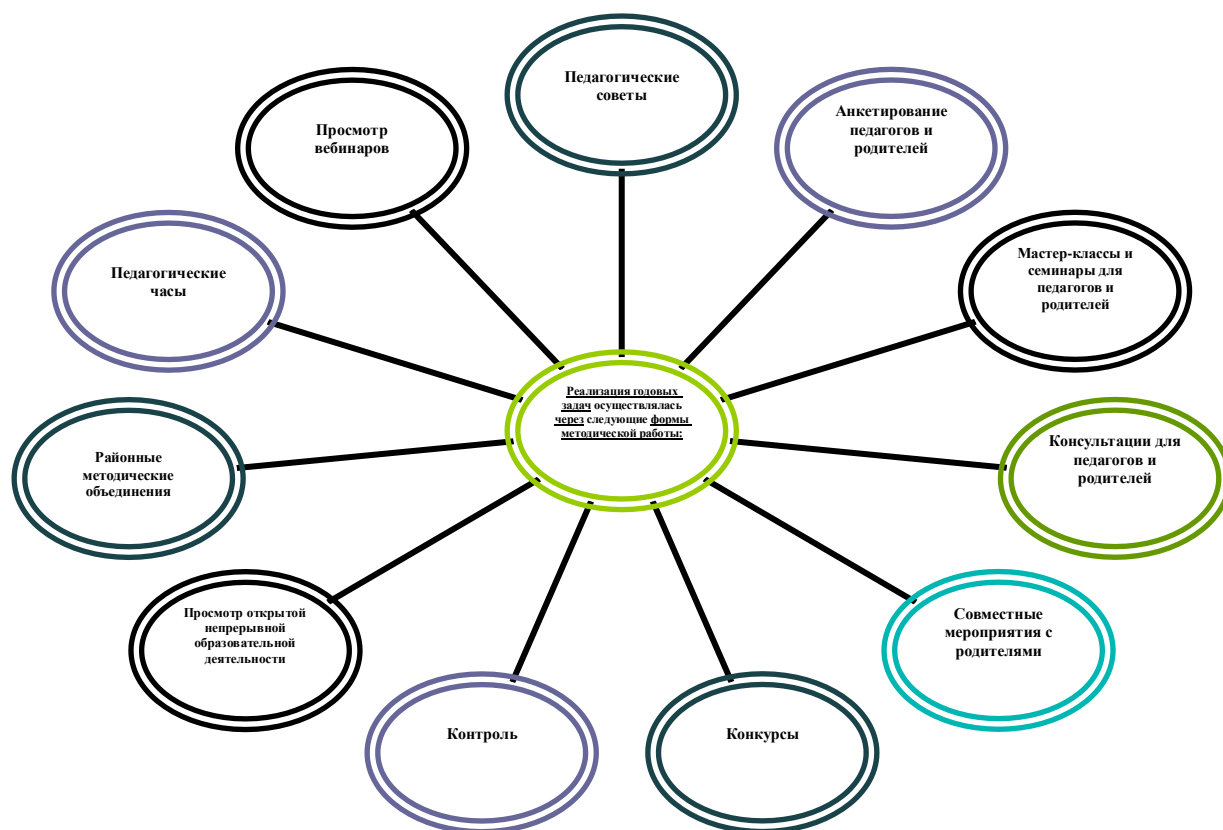 Педагогические
советы
Анкетирование
педагогов и
родителей
Мастер-классы и
семинары для
педагогов и
родителей
Консультации для
педагогов и
родителей
Совместные
мероприятия с
родителями
Конкурсы
Контроль
Просмотр открытой
непрерывной
образовательной
деятельности
Районные
методические
объединения
Педагогические
часы
Просмотр
вебинаров
Реализация годовых
задач осуществлялась
через следующие формы
методической работы: